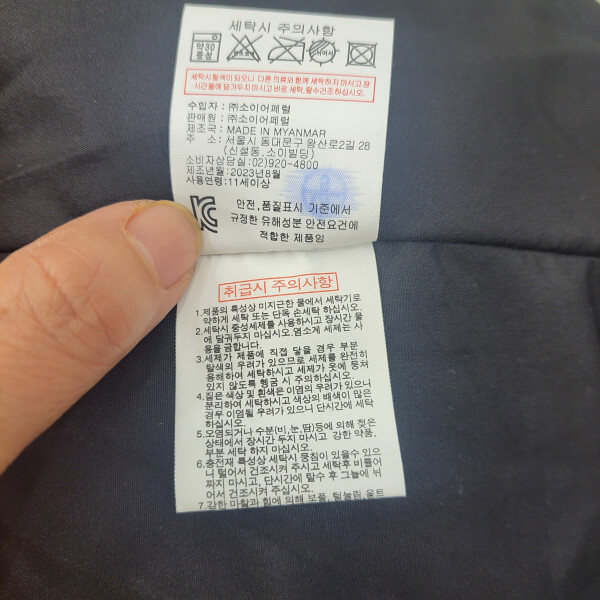 세탁시 주의사항
약30
중성
세탁시 탈색이 되오니 다른 의류와 함께 세탁하지 마시고 장
시간물에 담가두지 마시고 바로 세탁, 탈수건조하십시오.
수입자 : ㈜소이어페럴
판매원 : ㈜소이어페럴
제조국 : MADE IN MYANMAR
주 소 : 서울시 동대문구 왕산로2길 28
(신설동, 소이빌딩)
소비자상담실:02)920-4800
제조년월 : 2023년8월
사용연령:11세이상
안전,품질표시 기준에서
규정한 유해성분 안전요건에
적합한 제품임
취급시 주의사항
1.제품의 특성상 미지근한 물에서 세탁기로
약하게 세탁 또는 단독 손세탁 하십시오.
2.세탁시 중성세제를 사용하시고 장시간 물
에 담궈두지 마십시오. 염소계 세제는 사
용을 금합니다.
3.세제가 제품에 직접 닿을 경우 부분
탈색의 우려가 있으므로 세제를 완전히
용해하여 세탁하시고 세제가 옷에 뭉쳐
있지 않도록 헹굼 시 주의하십시오.
4.짙은 색상 및 흰색은 이염의 우려가 있으니
분리하여 세탁하시고 색상의 배색이 많은
경우 이염될 우려가 있으니 단시간에 세탁
하십시오.
5.오염되거나 수분(비,눈,땀)등에 의해 젖은
상태에서 장시간 두지 마시고 강한 약품,
부분 세탁 하지 마십시오.
6.충전재 특성상 세탁시 뭉침이 있을수 있으
니 털어서 건조시켜 주시고 세탁후 비틀어
짜지 마시고, 단시간에 탈수 후 그늘에 뉘
어서 건조시켜 주십시오.
7.강한 마찰과 힘에 의해 보풀, 털날림, 올트